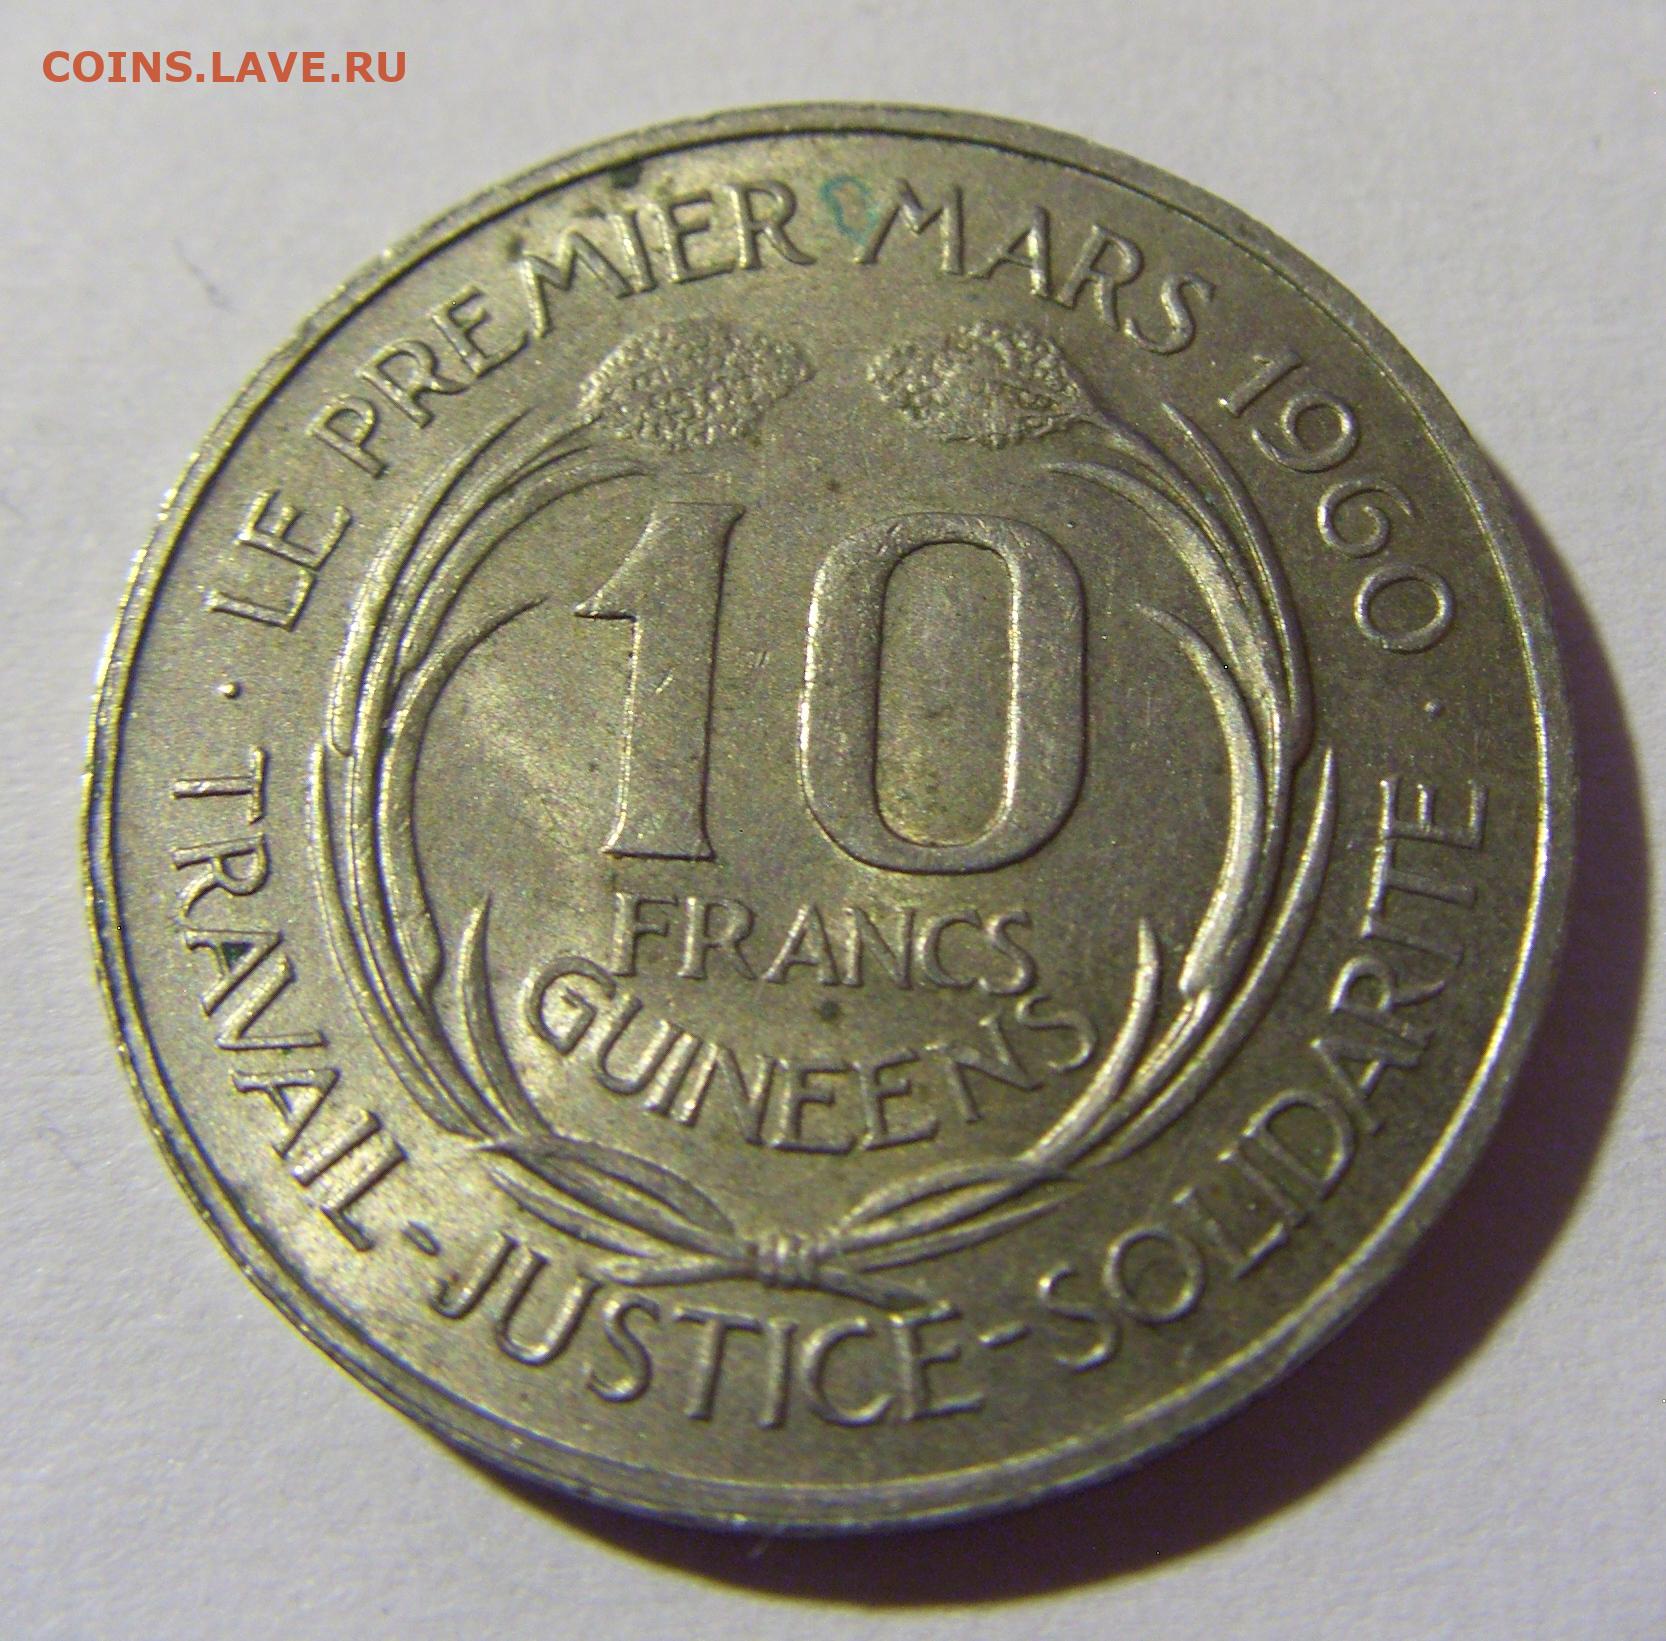 COINS.LAVE.RU
· LE PREMIER MARS 1960 ·
10
FRANCS
GUINEENS
TRAVAIL-JUSTICE-SOLIDARITE